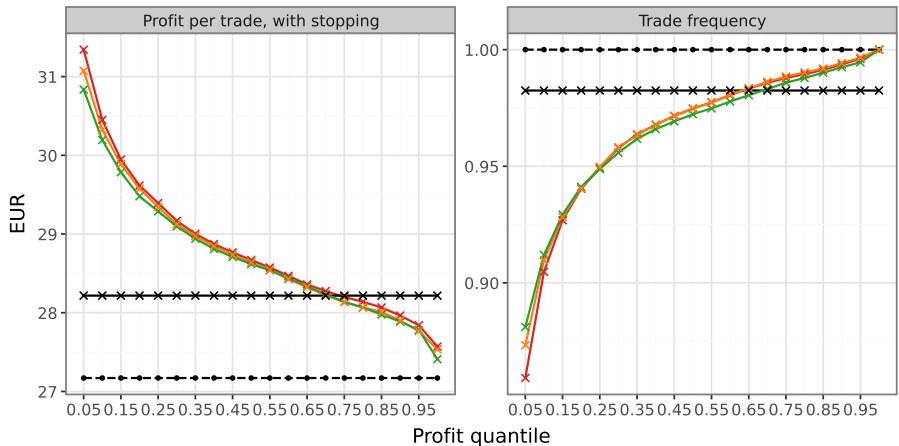 Profit per trade, with stopping
Trade frequency
EUR
31
30
29
28
27
1.00
0.95
0.90
0.05 0.15 0.25 0.35 0.45 0.55 0.65 0.75 0.85 0.95
0.05 0.15 0.25 0.35 0.45 0.55 0.65 0.75 0.85 0.95
Profit quantile